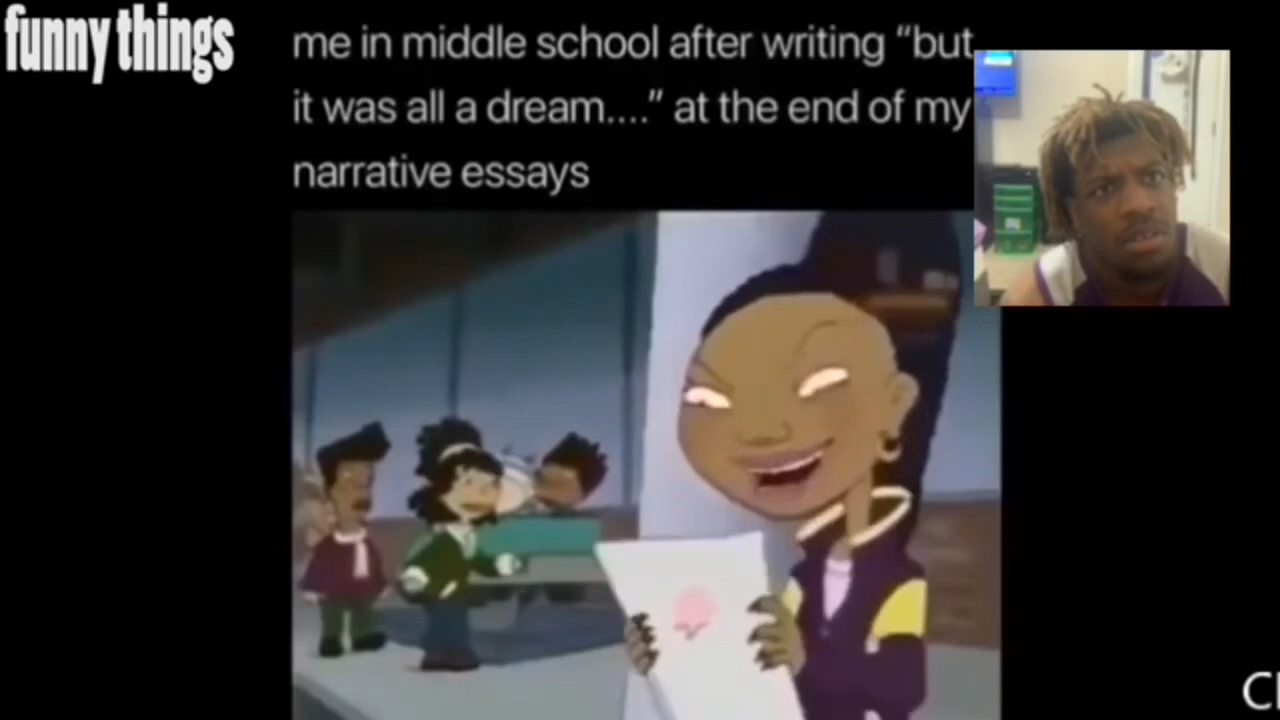 funny things
me in middle school after writing “but
it was all a dream....” at the end of my
narrative essays